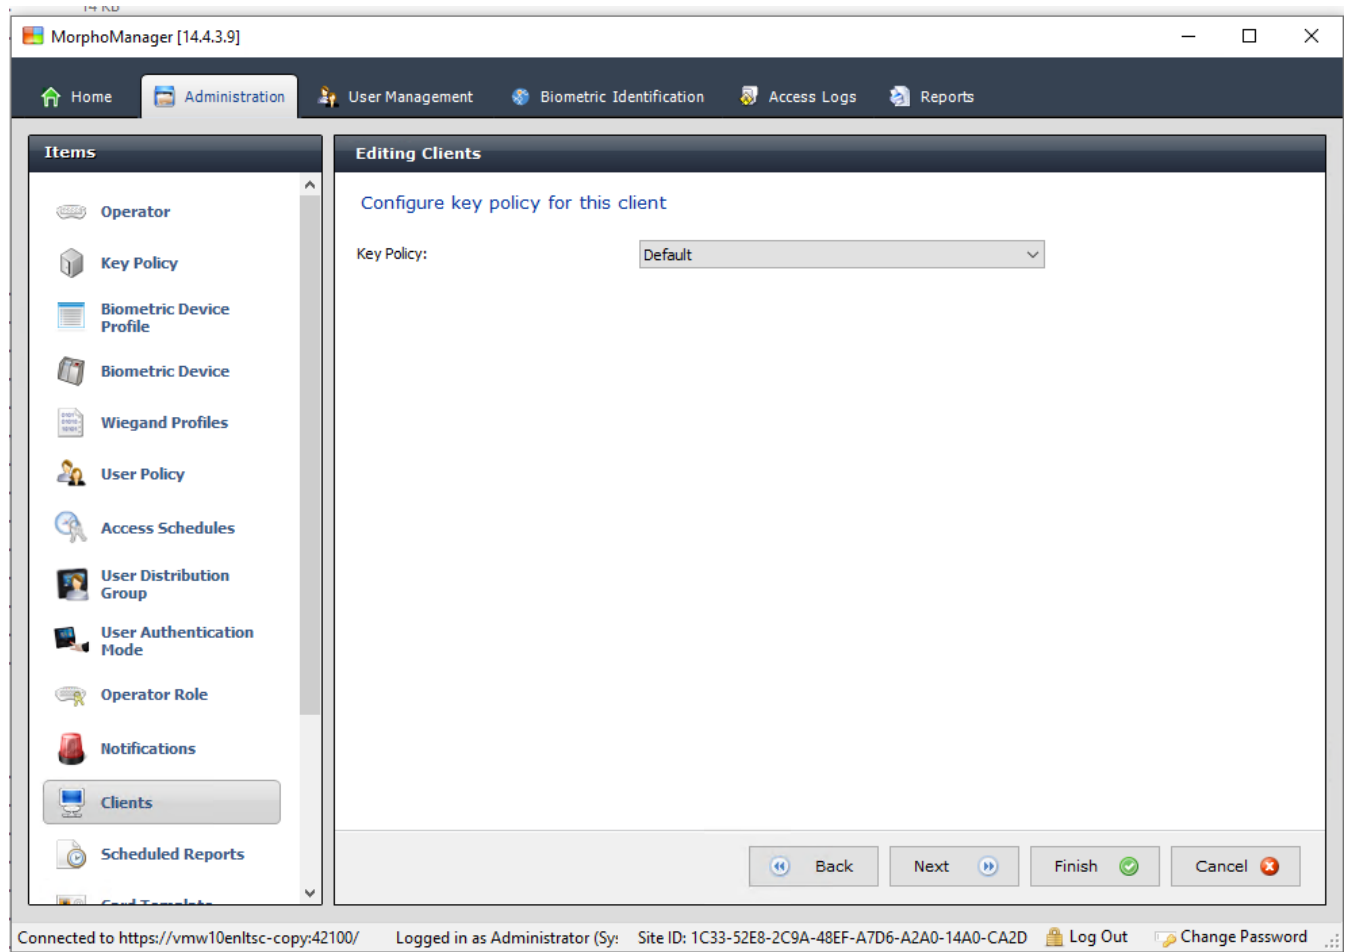 14 KB
MorphoManager [14.4.3.9]
Home Administration User Management Biometric Identification Access Logs Reports
Items
Operator
Key Policy
Biometric Device
Profile
Biometric Device
Wiegand Profiles
User Policy
Access Schedules
User Distribution
Group
User Authentication
Mode
Operator Role
Notifications
Clients
Scheduled Reports
Card Template
Editing Clients
Configure key policy for this client
Key Policy: Default
Back Next Finish Cancel
Connected to https://vmw10enltsc-copy:42100/ Logged in as Administrator (Sy: Site ID: 1C33-52E8-2C9A-48EF-A7D6-A2A0-14A0-CA2D Log Out Change Password